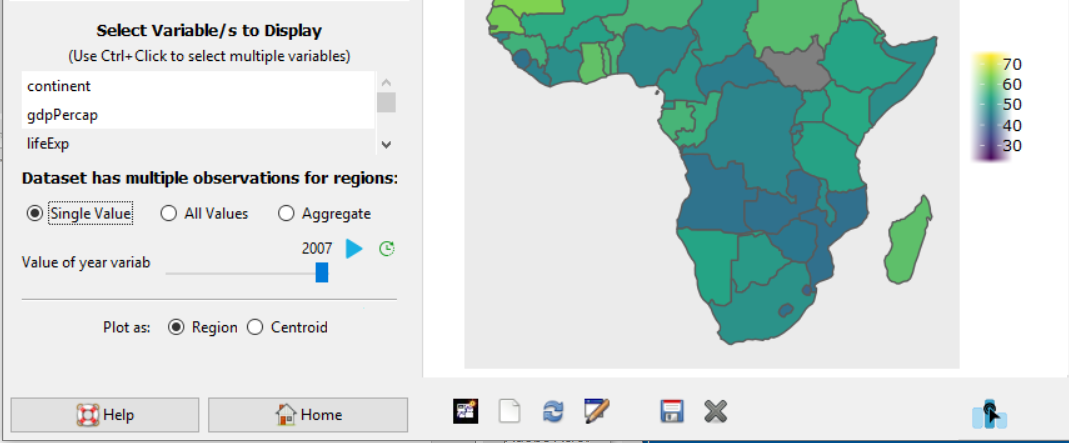 Select Variable/s to Display
(Use Ctrl+Click to select multiple variables)
continent
gdpPercap
lifeExp
Dataset has multiple observations for regions:
Single Value
All Values
Aggregate
2007
Value of year variab
Plot as:
Region
Centroid
Help
Home
70
60
50
40
30